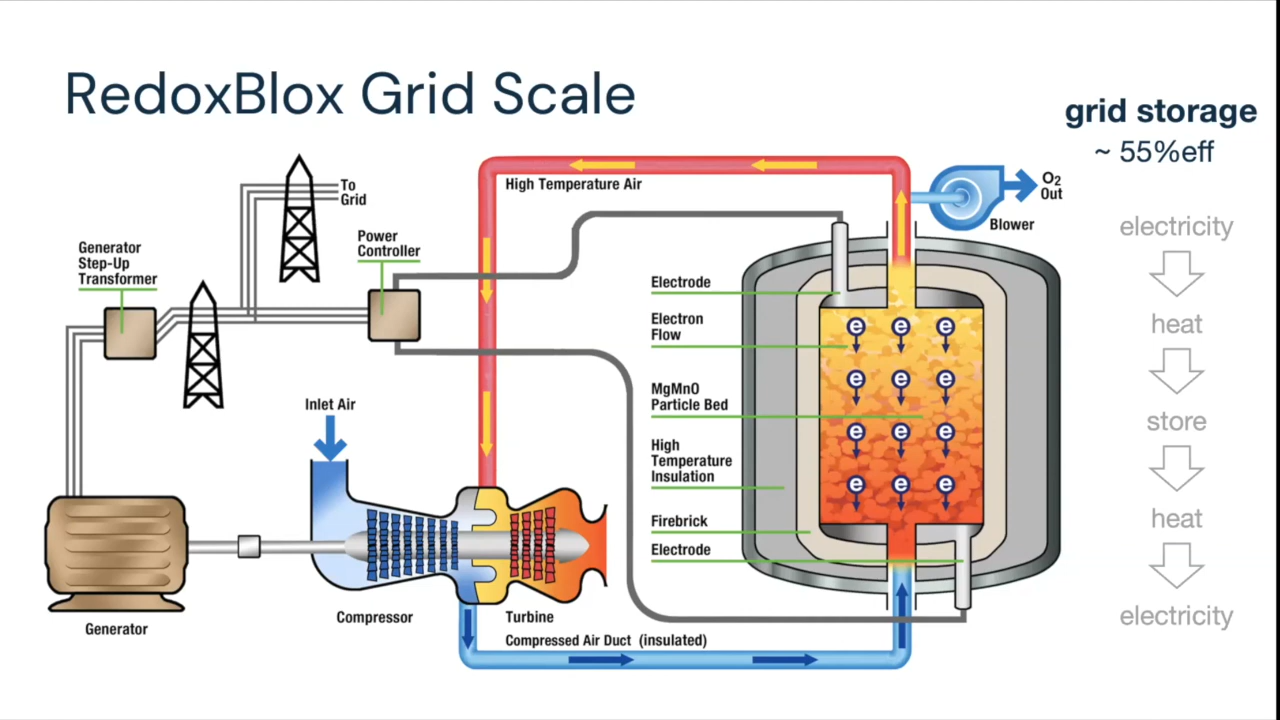 RedoxBlox Grid Scale
grid storage
~ 55%eff
electricity
heat
store
heat
electricity
To
Grid
Generator
Step-Up
Transformer
Power
Controller
High Temperature Air
O2
Out
Blower
Electrode
Electron
Flow
MgMnO
Particle Bed
High
Temperature
Insulation
Firebrick
Electrode
e e e
e e e
e e e
e e e
Inlet Air
Generator
Compressor
Turbine
Compressed Air Duct (insulated)